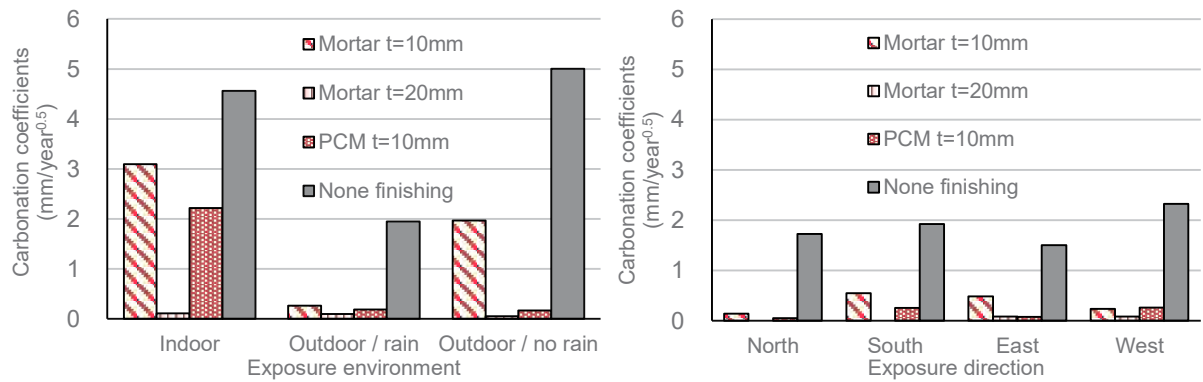 Carbonation coefficients
(mm/year0.5)
6
5
4
3
2
1
0
Mortar t=10mm
Mortar t=20mm
PCM t=10mm
None finishing
Indoor
Outdoor / rain
Outdoor / no rain
Exposure environment
Carbonation coefficients
(mm/year0.5)
6
5
4
3
2
1
0
Mortar t=10mm
Mortar t=20mm
PCM t=10mm
None finishing
North
South
East
West
Exposure direction